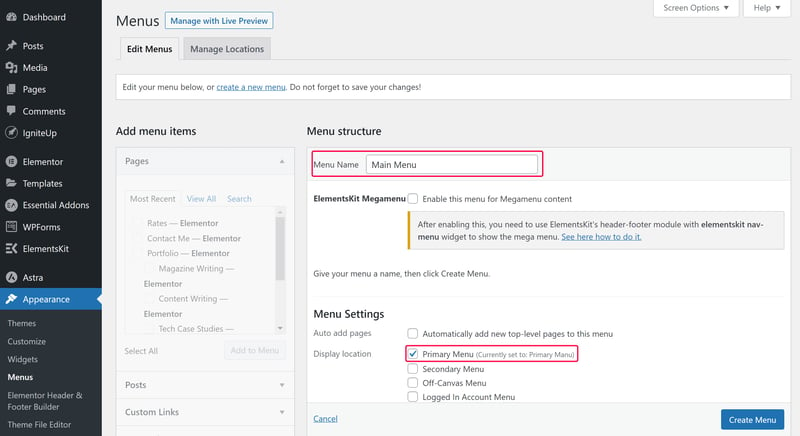 Dashboard
Posts
Media
Pages
Comments
IgniteUp
Elementor
Templates
Essential Addons
WPForms
ElementsKit
Astra
Appearance
Themes
Customize
Widgets
Menus
Elementor Header &
Footer Builder
Theme File Editor
Screen Options
Help
Menus
Manage with Live Preview
Edit Menus
Manage Locations
Edit your menu below, or create a new menu. Do not forget to save your changes!
Add menu items
Pages
Most Recent View All Search
Rates — Elementor
Contact Me — Elementor
Portfolio — Elementor
Magazine Writing —
Elementor
Content Writing —
Elementor
Tech Case Studies —
Select All
Add to Menu
Posts
Custom Links
Menu structure
Menu Name Main Menu
ElementsKit Megamenu Enable this menu for Megamenu content
After enabling this, you need to use ElementsKit's header-footer module with elementskit nav-
menu widget to show the mega menu. See here how to do it.
Give your menu a name, then click Create Menu.
Menu Settings
Auto add pages Automatically add new top-level pages to this menu
Display location Primary Menu (Currently set to: Primary Manu)
Secondary Menu
Off-Canvas Menu
Logged In Account Menu
Cancel
Create Menu